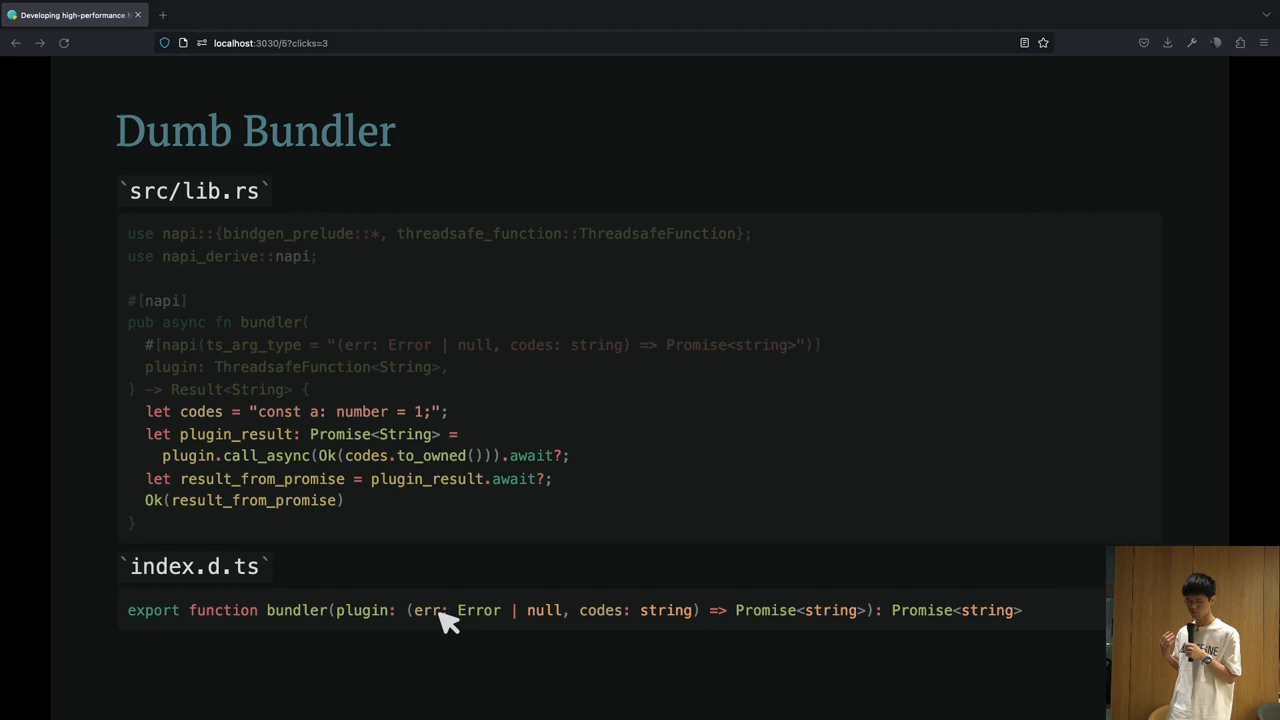 Developing high-performance
localhost:3030/5?clicks=3
Dumb Bundler
`src/lib.rs`
use napi::{bindgen_prelude::*, threadsafe_function::ThreadsafeFunction};
use napi_derive::napi;
#[napi]
pub async fn bundler(
#[napi(ts_arg_type = "(err: Error | null, codes: string) => Promise<string>")]
plugin: ThreadsafeFunction<String>,
) -> Result<String> {
let codes = "const a: number = 1;";
let plugin_result: Promise<String> =
plugin.call_async(Ok(codes.to_owned())).await?;
let result_from_promise = plugin_result.await?;
Ok(result_from_promise)
}
`index.d.ts`
export function bundler(plugin: (err: Error | null, codes: string) => Promise<string>): Promise<string>